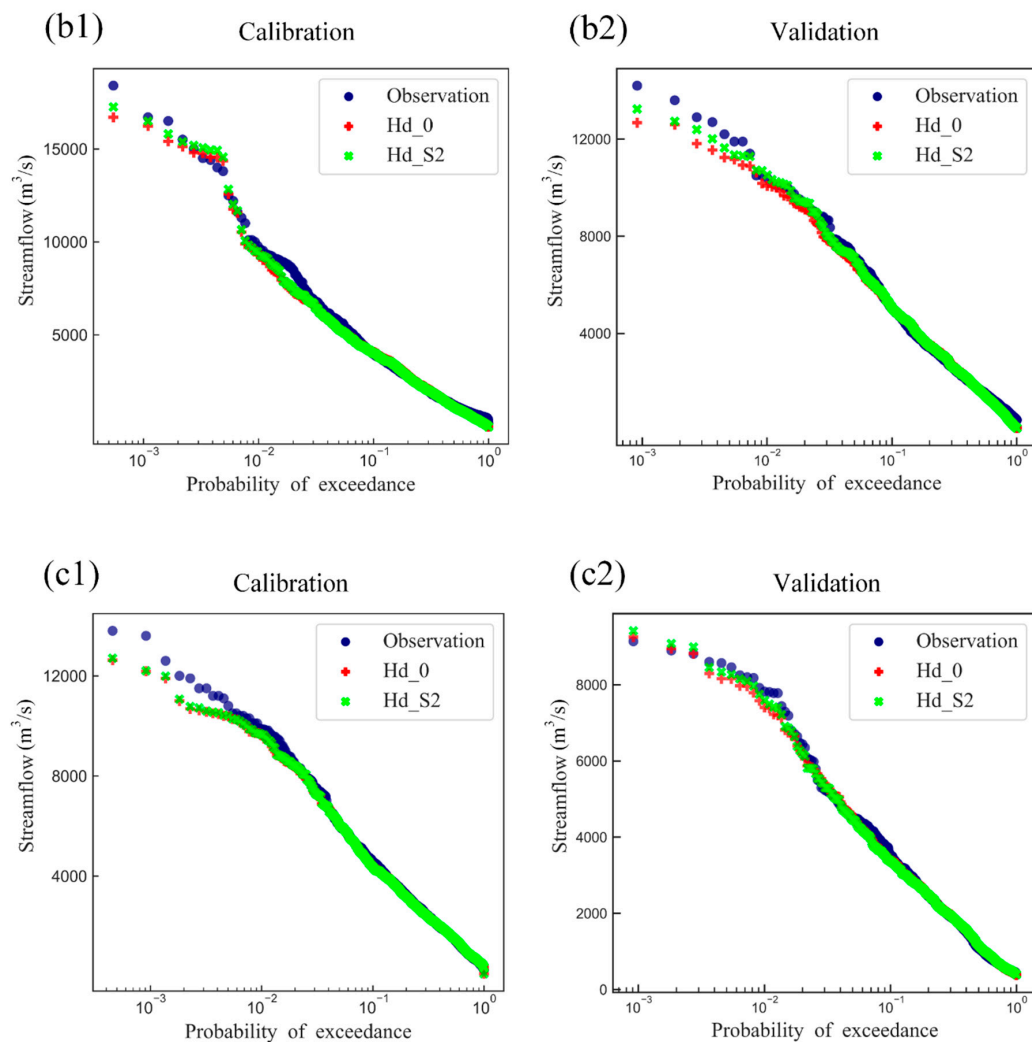 (b1)
Calibration
Observation
Hd_0
Hd_S2
15000
10000
5000
Streamflow (m³/s)
10⁻³
10⁻²
10⁻¹
10⁰
Probability of exceedance
(b2)
Validation
Observation
Hd_0
Hd_S2
12000
8000
4000
Streamflow (m³/s)
10⁻³
10⁻²
10⁻¹
10⁰
Probability of exceedance
(c1)
Calibration
Observation
Hd_0
Hd_S2
12000
8000
4000
Streamflow (m³/s)
10⁻³
10⁻²
10⁻¹
10⁰
Probability of exceedance
(c2)
Validation
Observation
Hd_0
Hd_S2
8000
6000
4000
2000
0
Streamflow (m³/s)
10⁻³
10⁻²
10⁻¹
10⁰
Probability of exceedance